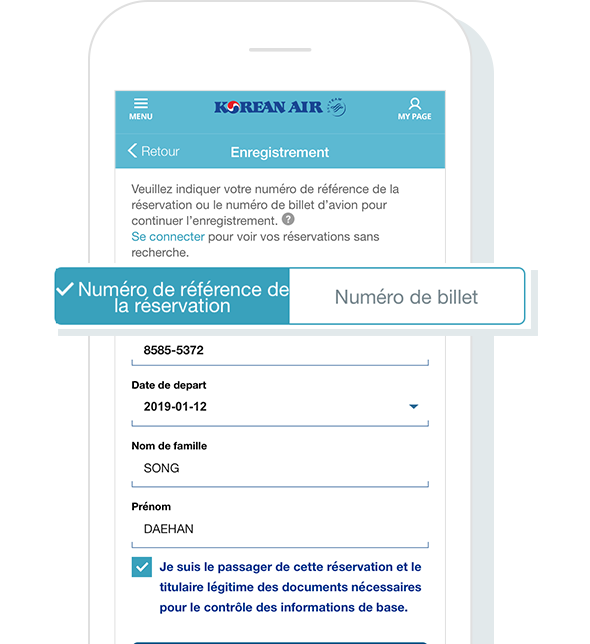 MENU
KOREAN AIR
MY PAGE
Retour
Enregistrement
Veuillez indiquer votre numéro de référence de la
réservation ou le numéro de billet d'avion pour
continuer l'enregistrement. ?
Se connecter pour voir vos réservations sans
recherche.
Numéro de référence de
la réservation
Numéro de billet
8585-5372
Date de depart
2019-01-12
Nom de famille
SONG
Prénom
DAEHAN
Je suis le passager de cette réservation et le
titulaire légitime des documents nécessaires
pour le contrôle des informations de base.